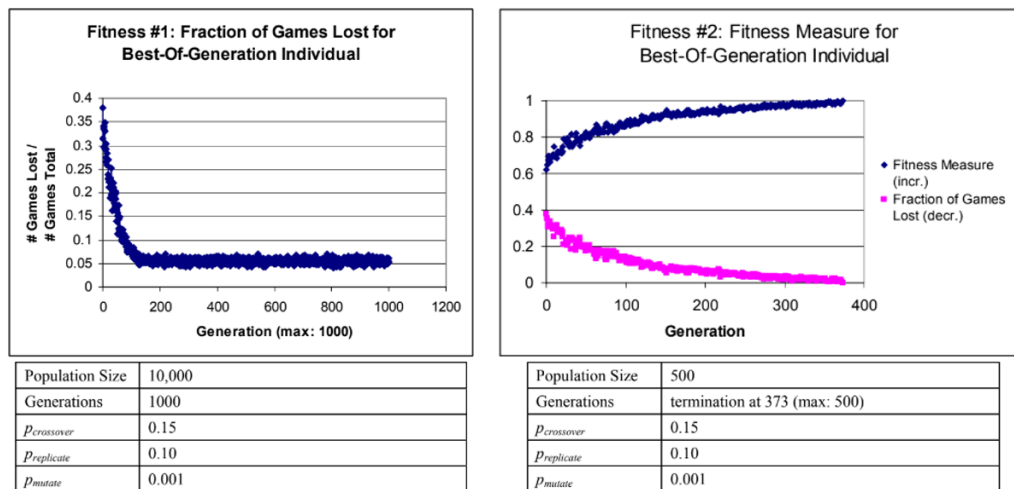 Fitness #1: Fraction of Games Lost for
Best-Of-Generation Individual
0.4
0.35
0.3
0.25
0.2
0.15
0.1
0.05
0
# Games Lost /
# Games Total
0 200 400 600 800 1000 1200
Generation (max: 1000)
Population Size 10,000
Generations 1000
pcrossover 0.15
preplicate 0.10
pmutate 0.001
Fitness #2: Fitness Measure for
Best-Of-Generation Individual
1
0.8
0.6
0.4
0.2
0
0 100 200 300 400
Generation
Fitness Measure
(incr.)
Fraction of Games
Lost (decr.)
Population Size 500
Generations termination at 373 (max: 500)
pcrossover 0.15
preplicate 0.10
pmutate 0.001